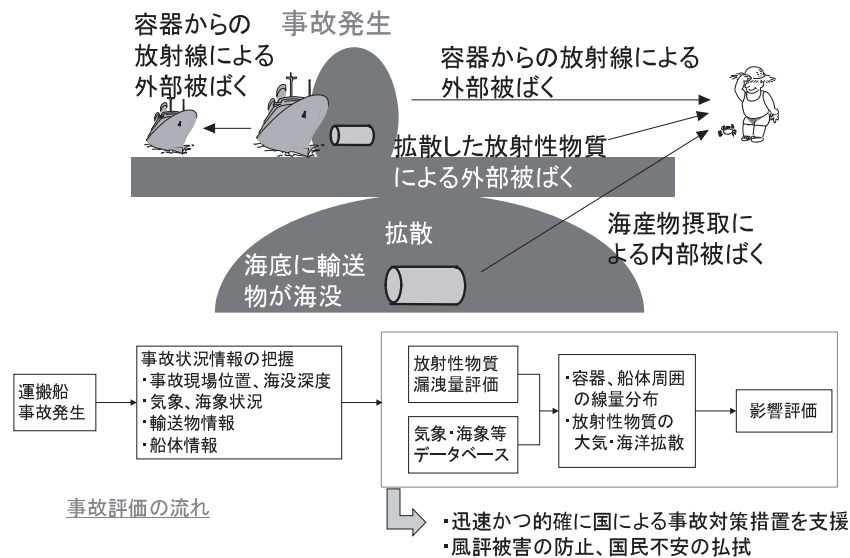 容器からの
放射線による
外部被ばく
事故発生
容器からの放射線による
外部被ばく
拡散した放射性物質
による外部被ばく
拡散
海底に輸送
物が海没
海産物摂取に
よる内部被ばく
運搬船
事故発生
事故状況情報の把握
・事故現場位置、海没深度
・気象、海象状況
・輸送物情報
・船体情報
放射性物質
漏洩量評価
気象・海象等
データベース
・容器、船体周囲
の線量分布
・放射性物質の
大気・海洋拡散
影響評価
事故評価の流れ
・迅速かつ的確に国による事故対策措置を支援
・風評被害の防止、国民不安の払拭